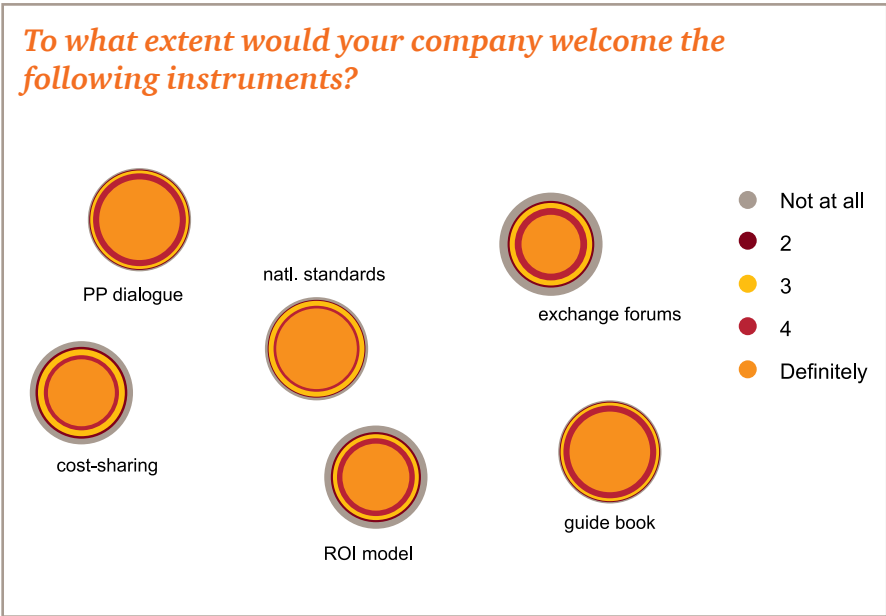 To what extent would your company welcome the
following instruments?
PP dialogue
natl. standards
exchange forums
cost-sharing
ROI model
guide book
Not at all
2
3
4
Definitely